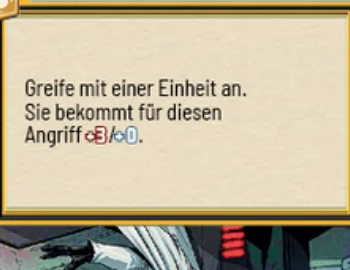 Greife mit einer Einheit an.
Sie bekommt für diesen
Angriff +3/+0.